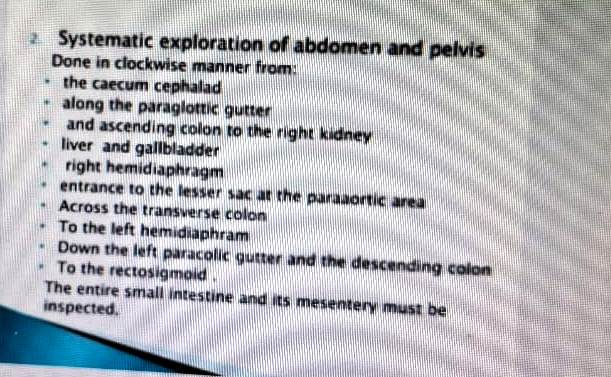 2. Systematic exploration of abdomen and pelvis
Done in clockwise manner from:
• the caecum cephalad
• along the paraglottic gutter
• and ascending colon to the right kidney
• liver and gallbladder
• right hemidiaphragm
• entrance to the lesser sac at the paraaortic area
• Across the transverse colon
• To the left hemidiaphram
• Down the left paracolic gutter and the descending colon
• To the rectosigmoid .
The entire small intestine and its mesentery must be
inspected.